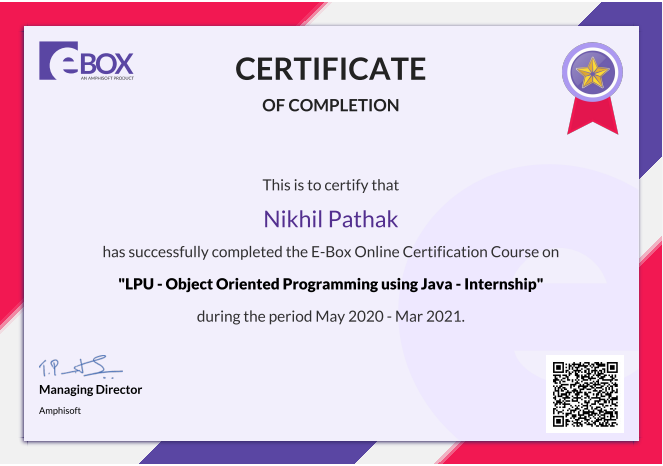 eBOX
AN AMPHISOFT PRODUCT
CERTIFICATE
OF COMPLETION
This is to certify that
Nikhil Pathak
has successfully completed the E-Box Online Certification Course on
"LPU - Object Oriented Programming using Java - Internship"
during the period May 2020 - Mar 2021.
Managing Director
Amphisoft